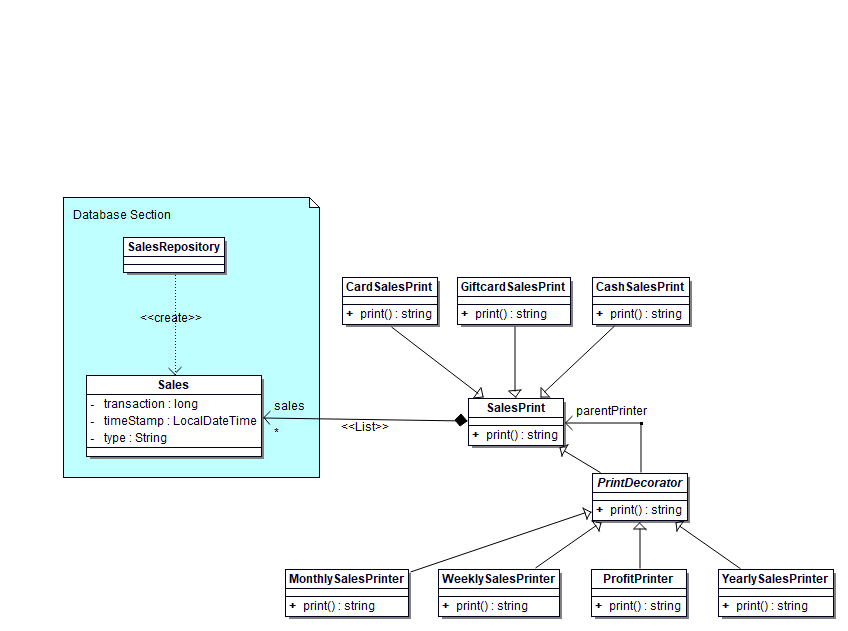 Database Section
SalesRepository
<<create>>
Sales
- transaction : long
- timeStamp : LocalDateTime
- type : String
sales
*
<<List>>
CardSalesPrint
+ print() : string
GiftcardSalesPrint
+ print() : string
CashSalesPrint
+ print() : string
SalesPrint
+ print() : string
parentPrinter
PrintDecorator
+ print() : string
MonthlySalesPrinter
+ print() : string
WeeklySalesPrinter
+ print() : string
ProfitPrinter
+ print() : string
YearlySalesPrinter
+ print() : string